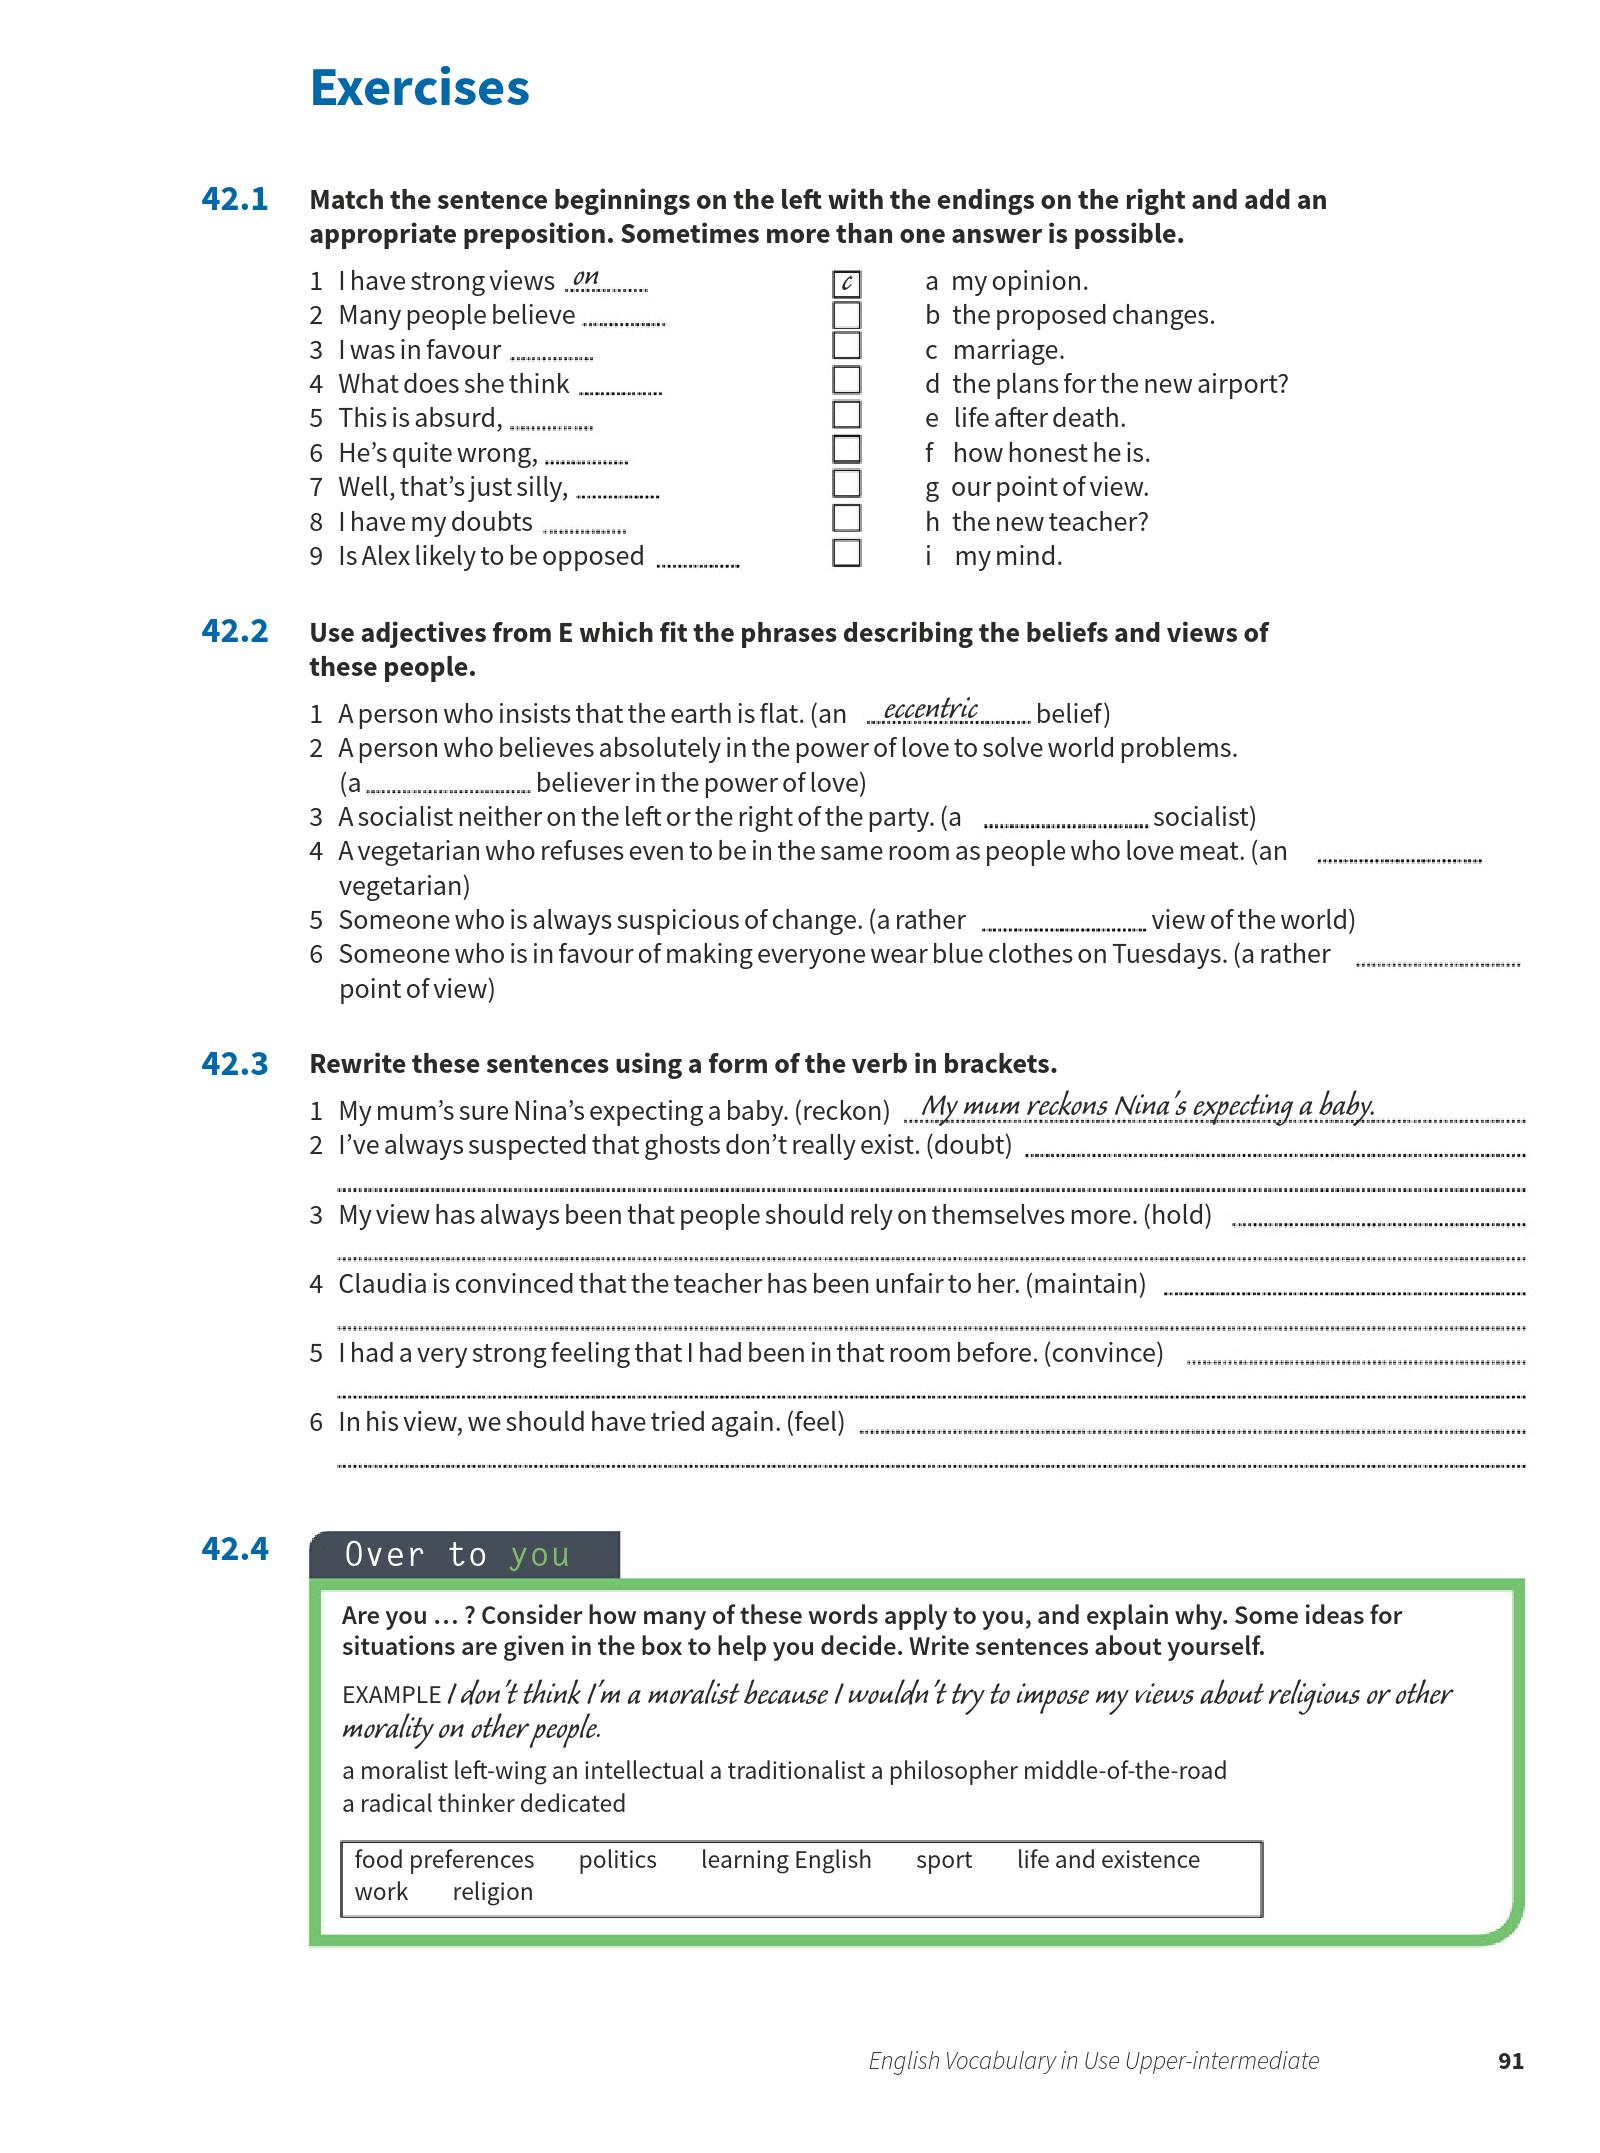 Exercises
42.1 Match the sentence beginnings on the left with the endings on the right and add an
appropriate preposition. Sometimes more than one answer is possible.
1 I have strong views on c a my opinion.
2 Many people believe b the proposed changes.
3 I was in favour c marriage.
4 What does she think d the plans for the new airport?
5 This is absurd, e life after death.
6 He's quite wrong, f how honest he is.
7 Well, that's just silly, g our point of view.
8 I have my doubts h the new teacher?
9 Is Alex likely to be opposed i my mind.
42.2 Use adjectives from E which fit the phrases describing the beliefs and views of
these people.
1 A person who insists that the earth is flat. (an eccentric belief)
2 A person who believes absolutely in the power of love to solve world problems.
(a believer in the power of love)
3 A socialist neither on the left or the right of the party. (a socialist)
4 A vegetarian who refuses even to be in the same room as people who love meat. (an
vegetarian)
5 Someone who is always suspicious of change. (a rather view of the world)
6 Someone who is in favour of making everyone wear blue clothes on Tuesdays. (a rather
point of view)
42.3 Rewrite these sentences using a form of the verb in brackets.
1 My mum's sure Nina's expecting a baby. (reckon) My mum reckons Nina's expecting a baby.
2 I've always suspected that ghosts don't really exist. (doubt)
3 My view has always been that people should rely on themselves more. (hold)
4 Claudia is convinced that the teacher has been unfair to her. (maintain)
5 I had a very strong feeling that I had been in that room before. (convince)
6 In his view, we should have tried again. (feel)
42.4 Over to you
Are you … ? Consider how many of these words apply to you, and explain why. Some ideas for
situations are given in the box to help you decide. Write sentences about yourself.
EXAMPLE I don't think I'm a moralist because I wouldn't try to impose my views about religious or other
morality on other people.
a moralist left-wing an intellectual a traditionalist a philosopher middle-of-the-road
a radical thinker dedicated
food preferences politics learning English sport life and existence
work religion
English Vocabulary in Use Upper-intermediate 91